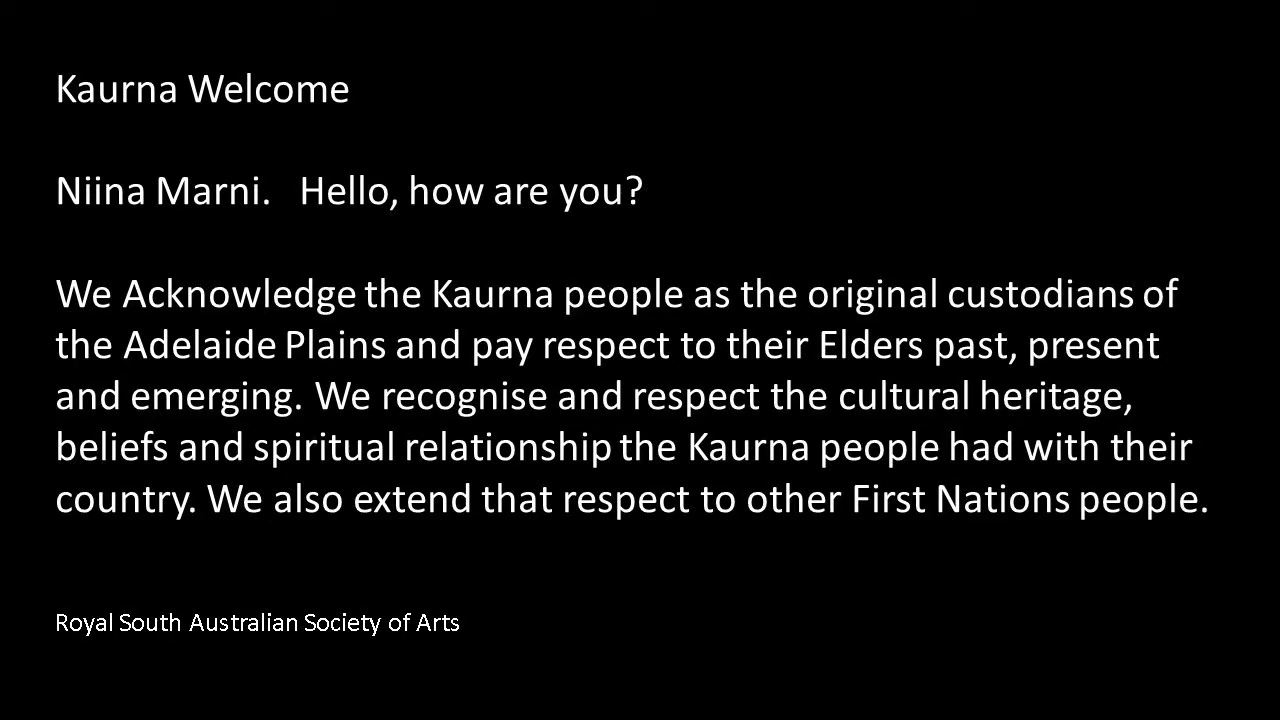 Kaurna Welcome
Niina Marni.   Hello, how are you?
We Acknowledge the Kaurna people as the original custodians of
the Adelaide Plains and pay respect to their Elders past, present
and emerging. We recognise and respect the cultural heritage,
beliefs and spiritual relationship the Kaurna people had with their
country. We also extend that respect to other First Nations people.
Royal South Australian Society of Arts